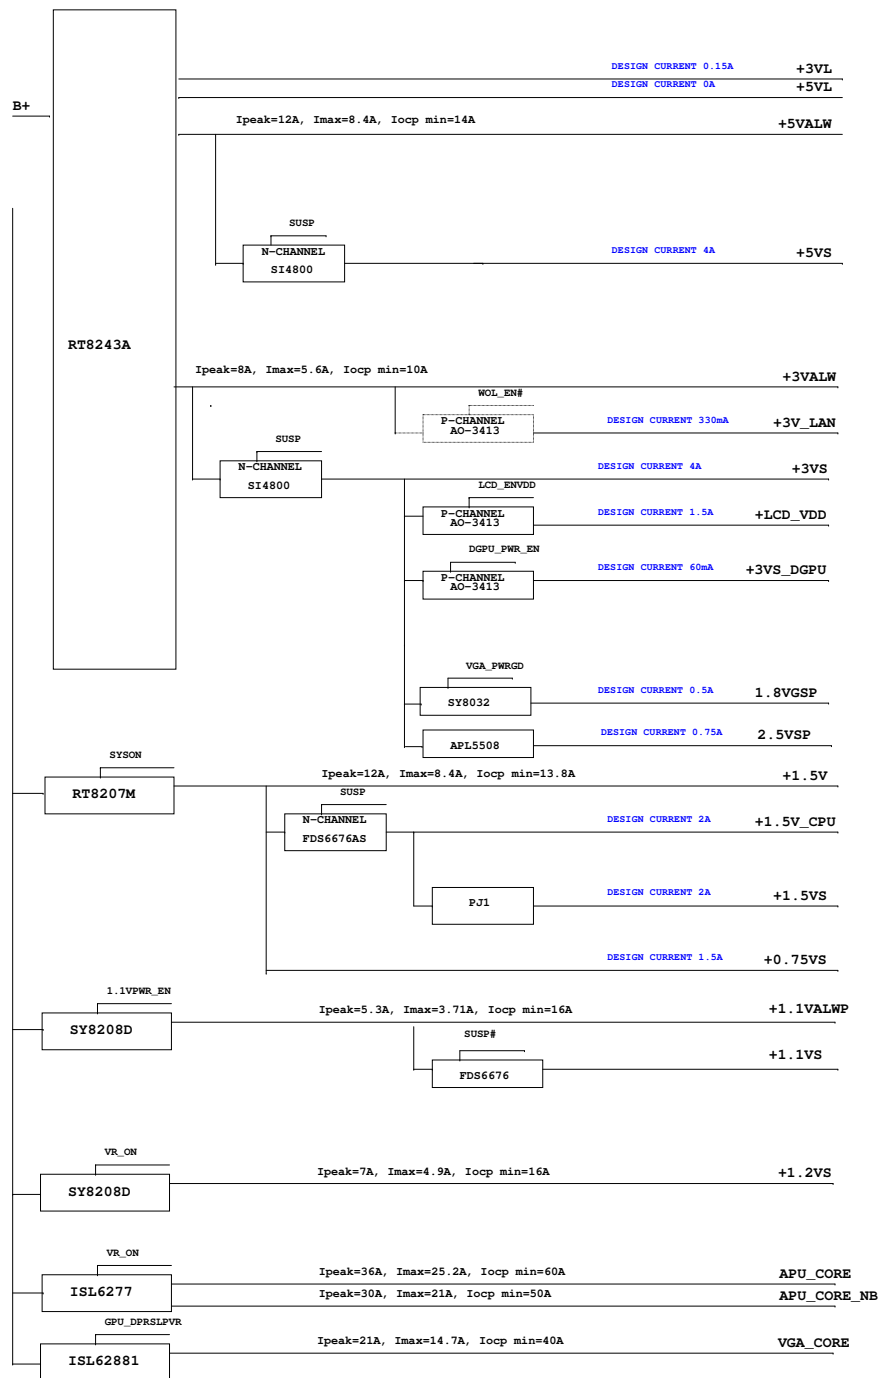 DESIGN CURRENT 0.15A +3VL
DESIGN CURRENT 0A +5VL
B+
Ipeak=12A, Imax=8.4A, Iocp min=14A +5VALW
SUSP
N-CHANNEL
SI4800
DESIGN CURRENT 4A +5VS
RT8243A
Ipeak=8A, Imax=5.6A, Iocp min=10A +3VALW
WOL_EN#
P-CHANNEL
AO-3413
DESIGN CURRENT 330mA +3V_LAN
SUSP
N-CHANNEL
SI4800
DESIGN CURRENT 4A +3VS
LCD_ENVDD
P-CHANNEL
AO-3413
DESIGN CURRENT 1.5A +LCD_VDD
DGPU_PWR_EN
P-CHANNEL
AO-3413
DESIGN CURRENT 60mA +3VS_DGPU
VGA_PWRGD
SY8032
DESIGN CURRENT 0.5A 1.8VGSP
APL5508
DESIGN CURRENT 0.75A 2.5VSP
SYSON
RT8207M
Ipeak=12A, Imax=8.4A, Iocp min=13.8A +1.5V
SUSP
N-CHANNEL
FDS6676AS
DESIGN CURRENT 2A +1.5V_CPU
PJ1
DESIGN CURRENT 2A +1.5VS
DESIGN CURRENT 1.5A +0.75VS
1.1VPWR_EN
SY8208D
Ipeak=5.3A, Imax=3.71A, Iocp min=16A +1.1VALWP
SUSP#
FDS6676
+1.1VS
VR_ON
SY8208D
Ipeak=7A, Imax=4.9A, Iocp min=16A +1.2VS
VR_ON
ISL6277
Ipeak=36A, Imax=25.2A, Iocp min=60A APU_CORE
Ipeak=30A, Imax=21A, Iocp min=50A APU_CORE_NB
GPU_DPRSLPVR
ISL62881
Ipeak=21A, Imax=14.7A, Iocp min=40A VGA_CORE